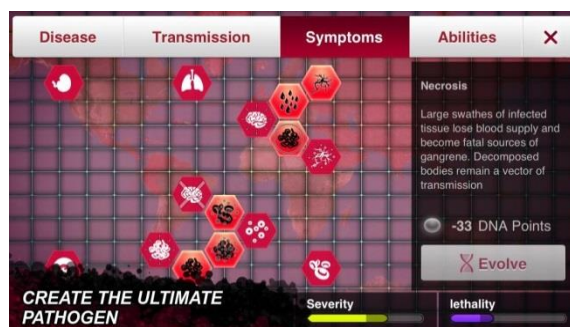 Disease Transmission Symptoms Abilities X
Necrosis
Large swathes of infected
tissue lose blood supply and
become fatal sources of
gangrene. Decomposed
bodies remain a vector of
transmission
-33 DNA Points
Evolve
CREATE THE ULTIMATE
PATHOGEN
Severity lethality